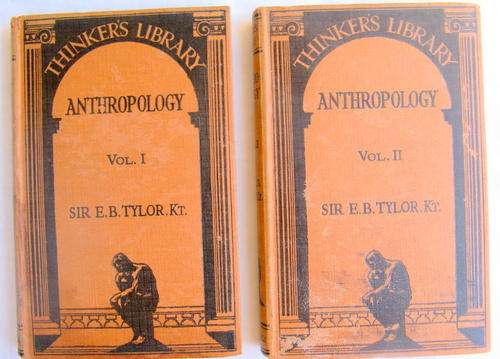 THINKER'S LIBRARY
ANTHROPOLOGY
VOL. I
SIR E.B. TYLOR. KT.
THINKER'S LIBRARY
ANTHROPOLOGY
VOL. II
SIR E.B. TYLOR. KT.